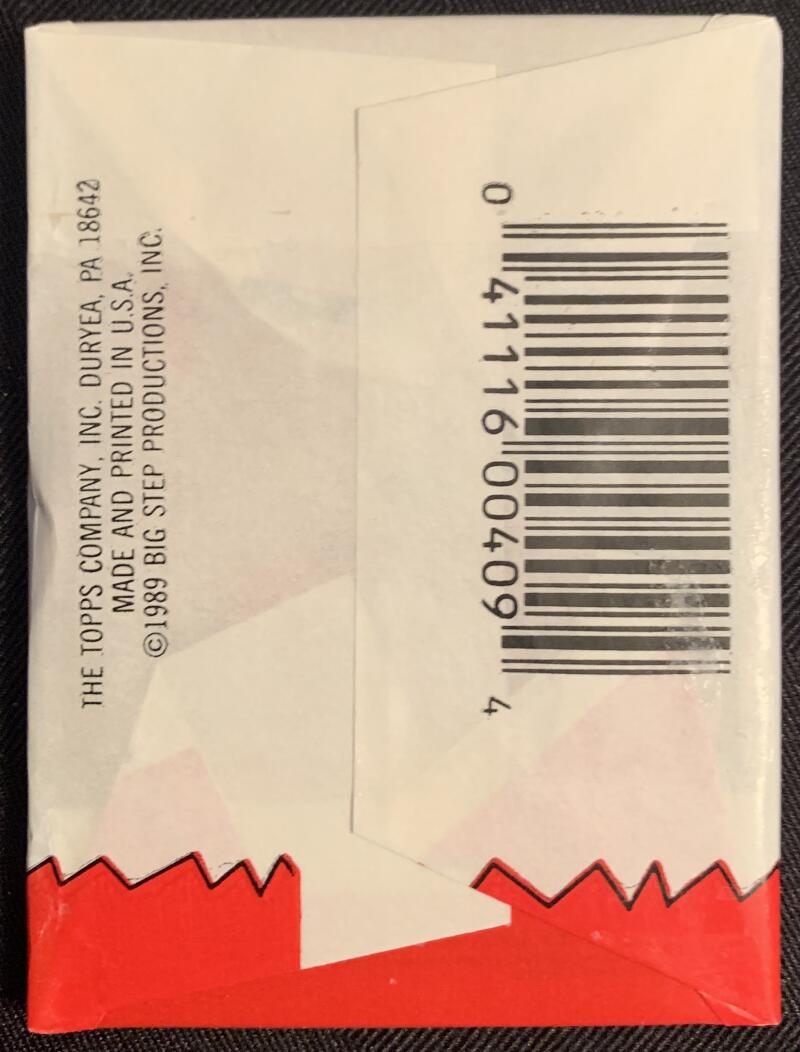 THE TOPPS COMPANY, INC. DURYEA, PA 18642
MADE AND PRINTED IN U.S.A.
©1989 BIG STEP PRODUCTIONS, INC.
0 41116 00409 4